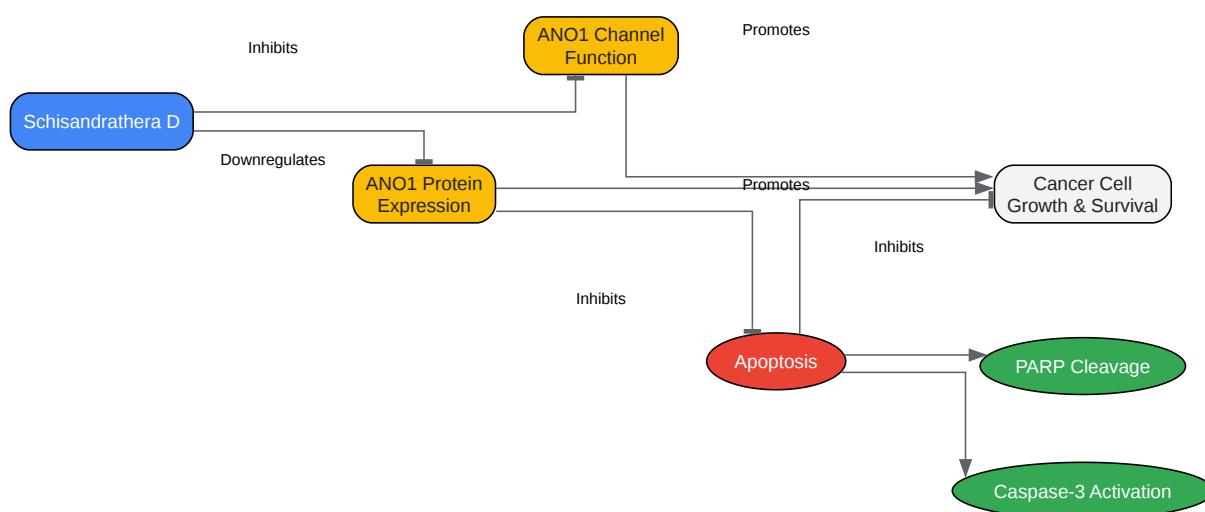 ANO1 Channel
Function
Promotes
Inhibits
Schisandrathera D
Downregulates
ANO1 Protein
Expression
Promotes
Cancer Cell
Growth & Survival
Inhibits
Inhibits
Apoptosis
PARP Cleavage
Caspase-3 Activation